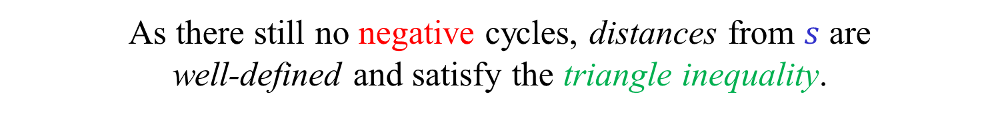 As there still no negative cycles, distances from s are
well-defined and satisfy the triangle inequality.